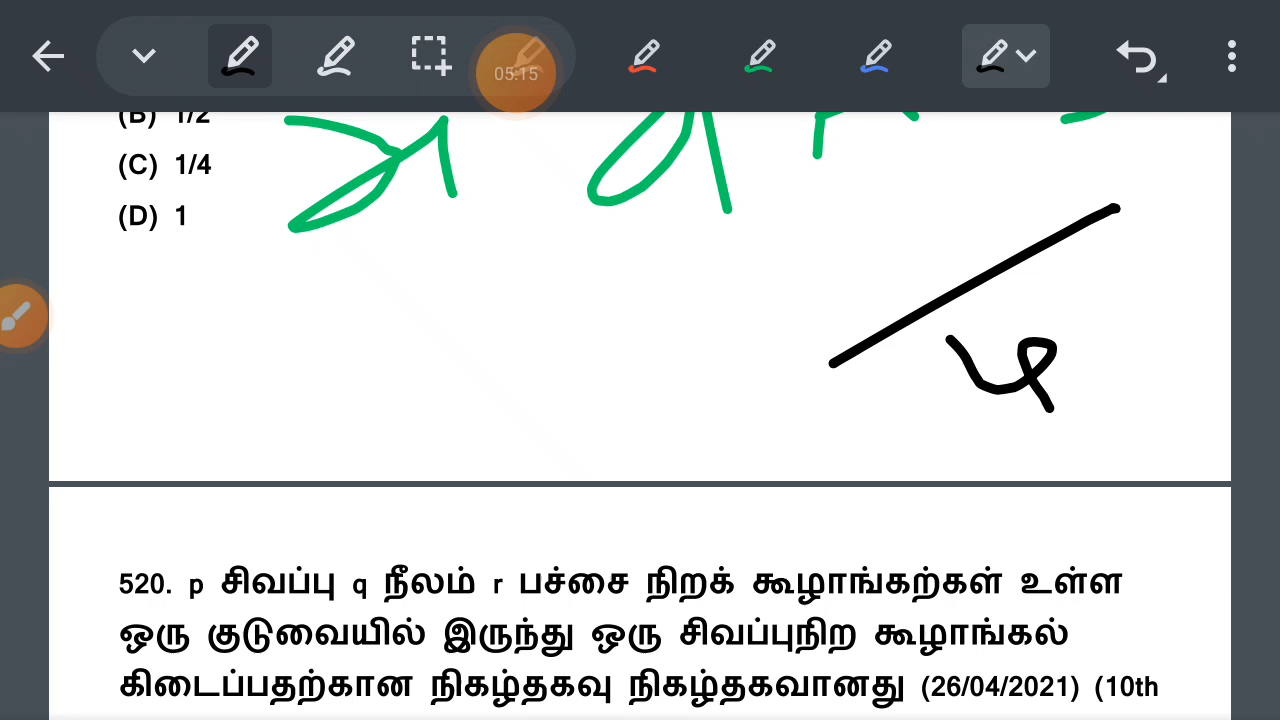 05:15
(B) 1/2
(C) 1/4
(D) 1
520. p சிவப்பு q நீலம் r பச்சை நிறக் கூழாங்கற்கள் உள்ள
ஒரு குடுவையில் இருந்து ஒரு சிவப்புநிற கூழாங்கல்
கிடைப்பதற்கான நிகழ்தகவு நிகழ்தகவானது (26/04/2021) (10th